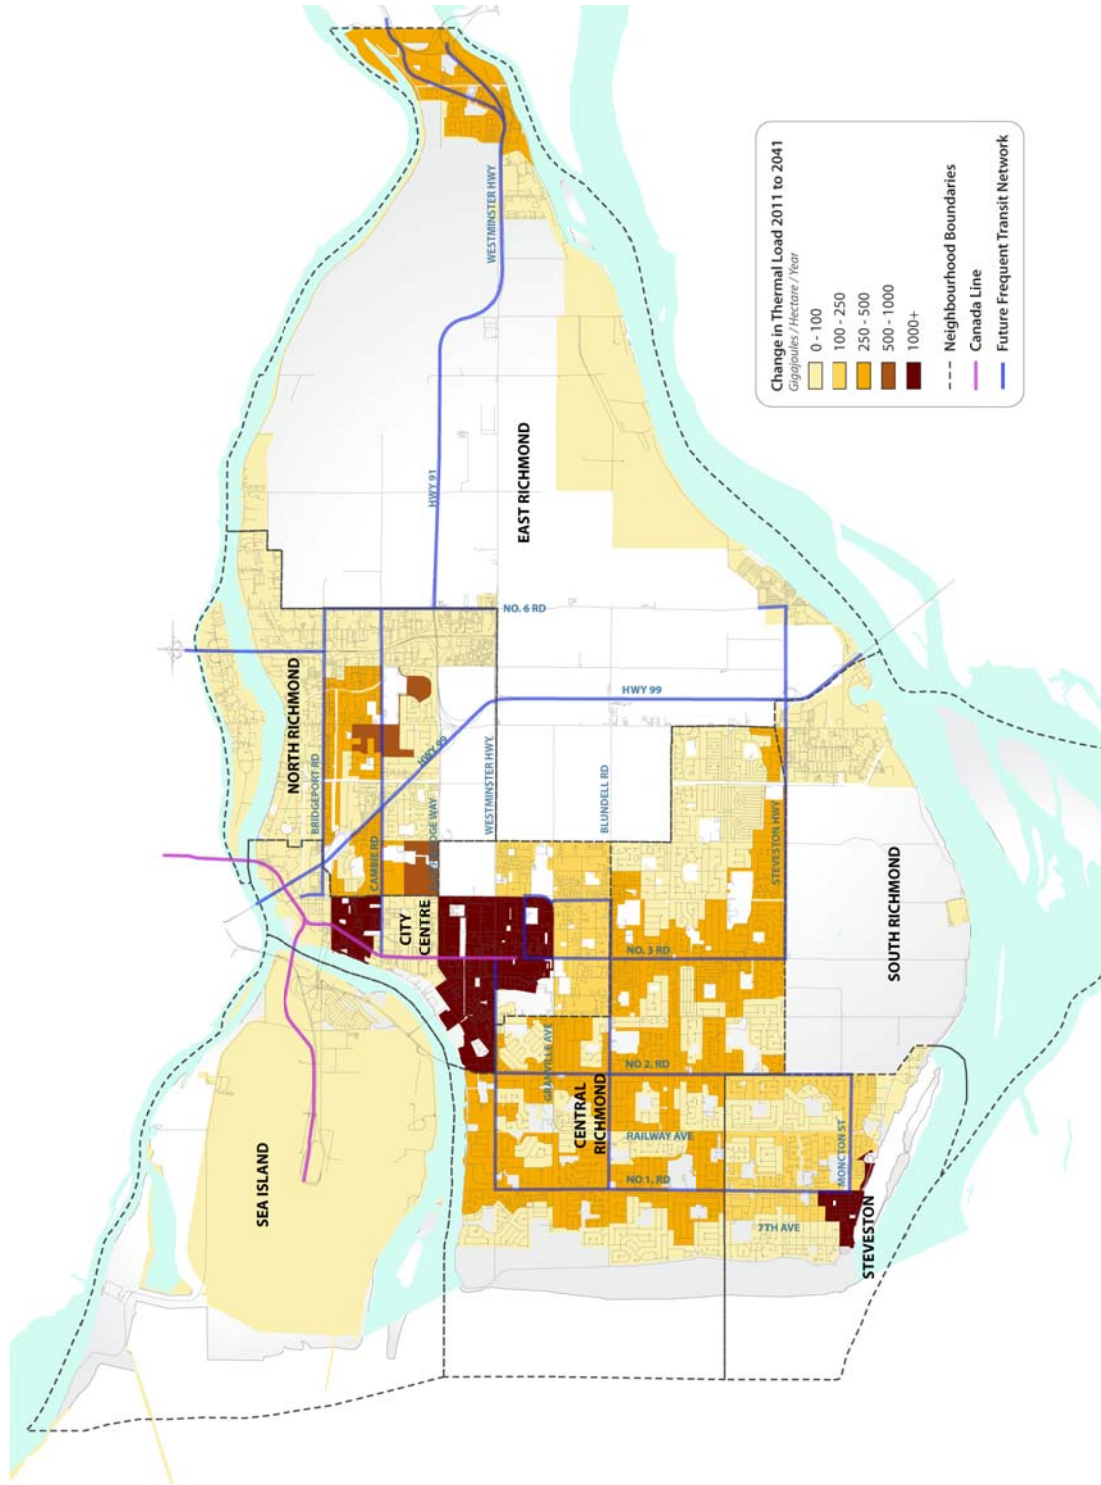 Change in Thermal Load 2011 to 2041
Gigajoules / Hectare / Year
0 - 100
100 - 250
250 - 500
500 - 1000
1000+
Neighbourhood Boundaries
Canada Line
Future Frequent Transit Network
SEA ISLAND
NORTH RICHMOND
CITY
CENTRE
EAST RICHMOND
CENTRAL
RICHMOND
SOUTH RICHMOND
STEVESTON
BRIDGEPORT RD
CAMBIE RD
HWY 99
WESTMINSTER HWY.
BLUNDELL RD
STEVESTON HWY
GRANVILLE AVE
MONCTON ST
HWY 91
WESTMINSTER HWY
NO. 6 RD
HWY 99
NO. 3 RD
NO 2. RD
RAILWAY AVE
NO 1. RD
7TH AVE